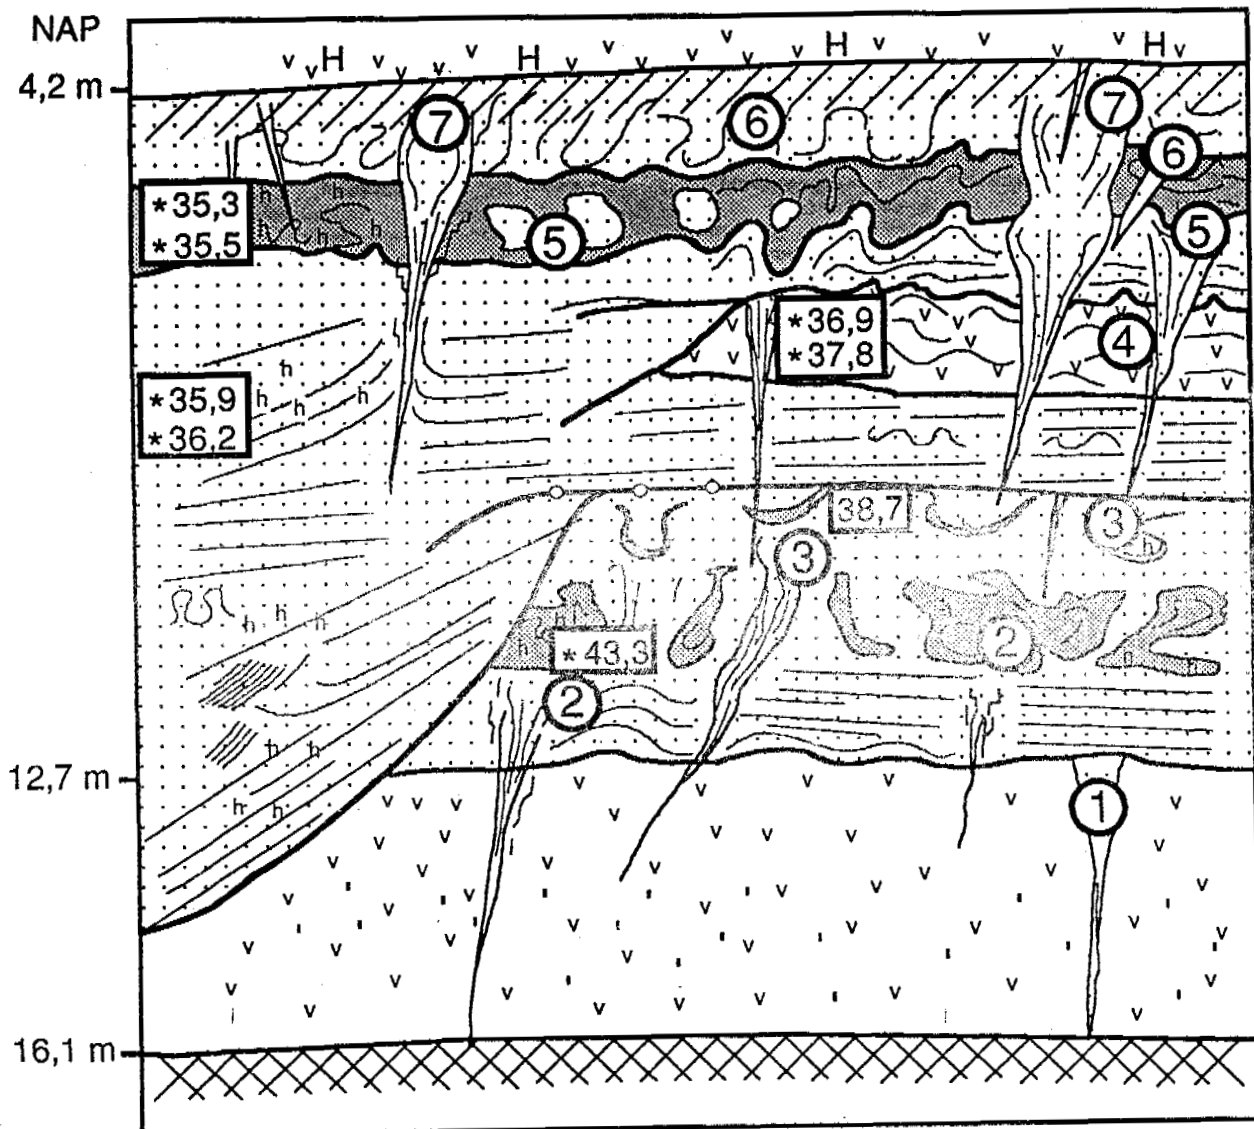 NAP
v v H v v v v H v v v v v H v v v H v
4,2 m
7
6
7
6
h
*35,3
*35,5
h h h
5
5
*36,9
*37,8
v v v v
4
v v v v v v v
*35,9
*36,2
h h h h
38,7
3
h
3
h h h
h h
*43,3
2
h h
2
h h
12,7 m
v v v v v v
1
h h
v v v v v v v v
v v v v v v v
v v v v v v v
v v v v v v
16,1 m